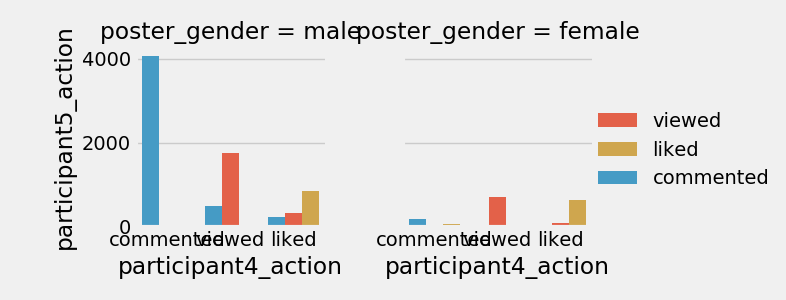 poster_gender = male
poster_gender = female
participant5_action
4000
2000
0
commented
viewed
liked
participant4_action
commented
viewed
liked
participant4_action
viewed
liked
commented